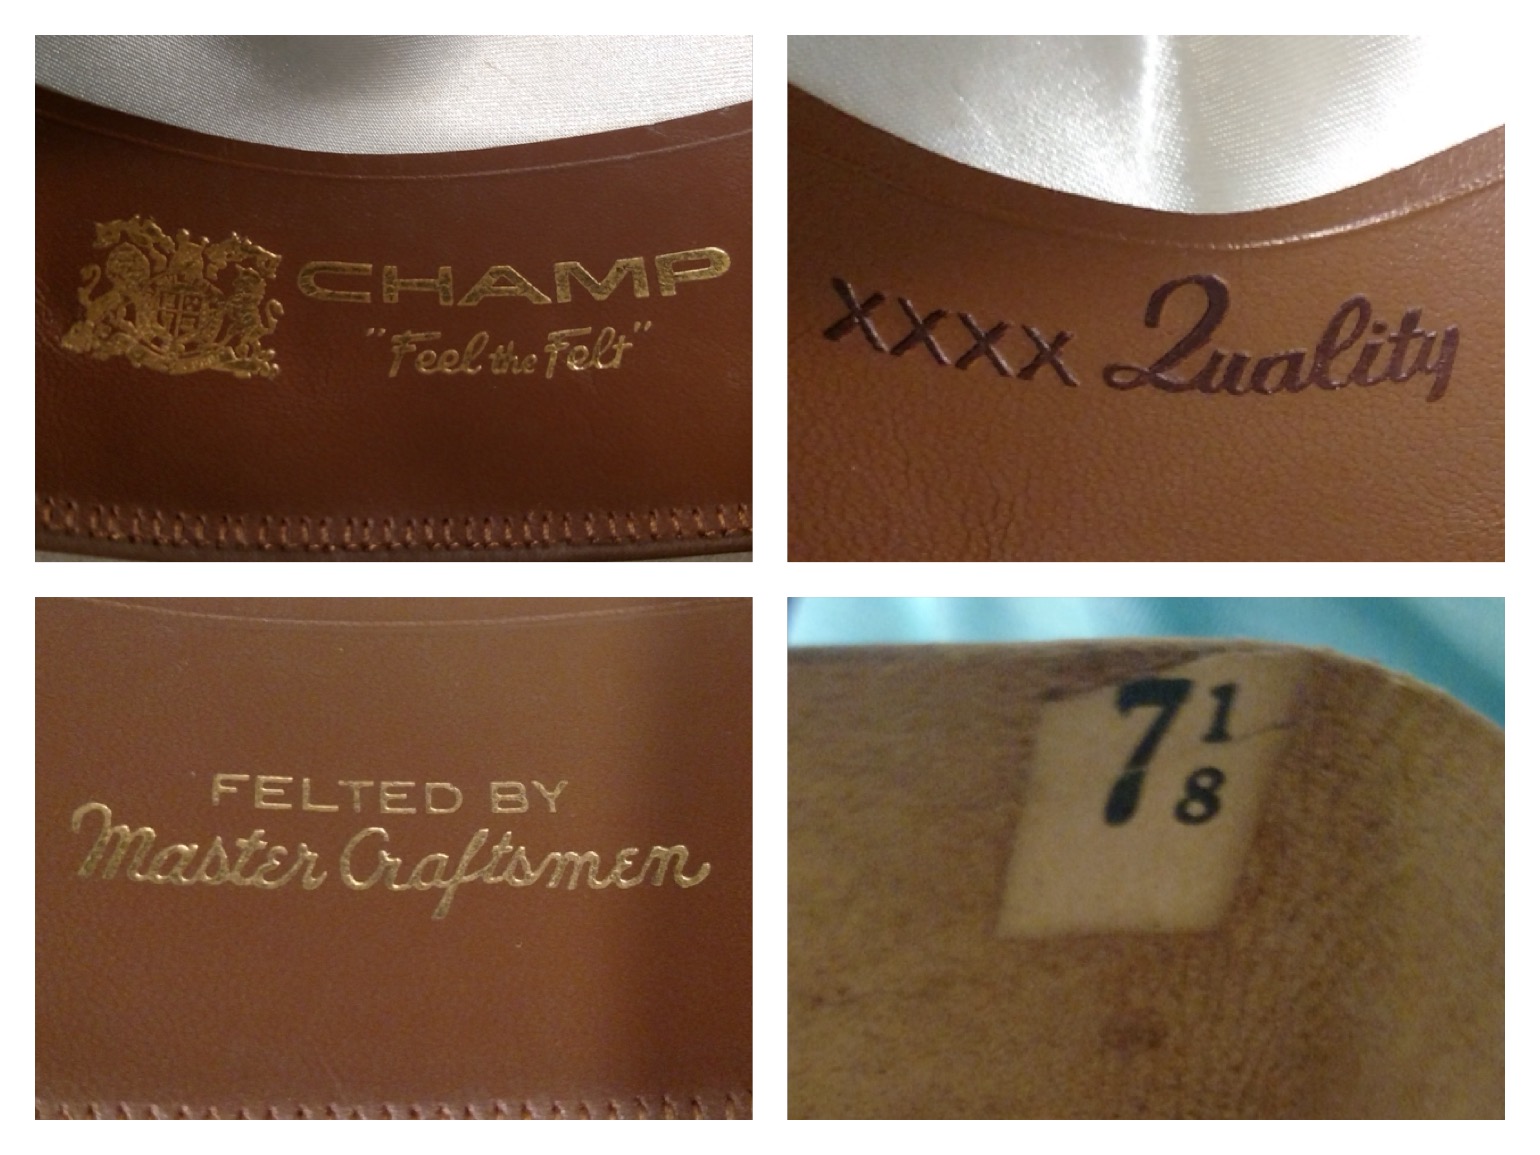 CHAMP
"Feel the Felt"
XXXX Quality
FELTED BY
Master Craftsmen
7 1/8